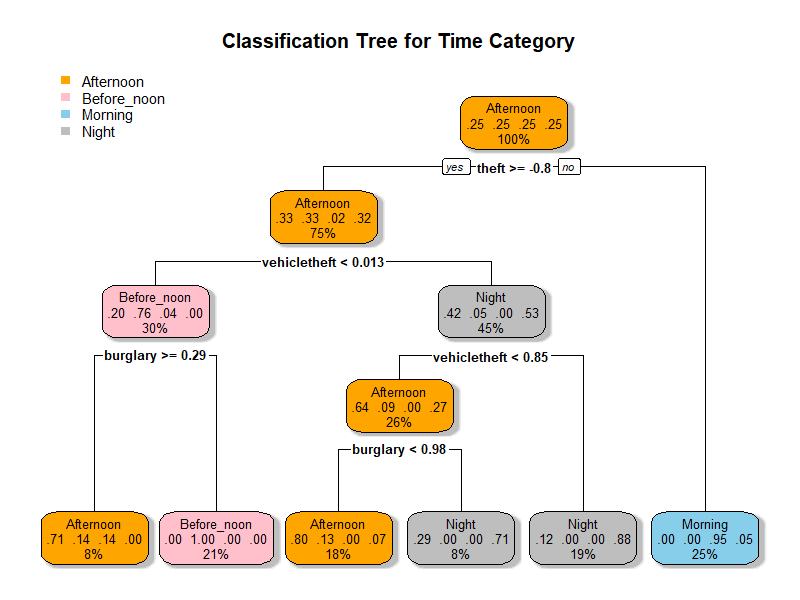 Classification Tree for Time Category
Afternoon
Before_noon
Morning
Night
Afternoon
.25 .25 .25 .25
100%
yes theft >= -0.8 no
Afternoon
.33 .33 .02 .32
75%
vehicletheft < 0.013
Before_noon
.20 .76 .04 .00
30%
Night
.42 .05 .00 .53
45%
burglary >= 0.29
vehicletheft < 0.85
Afternoon
.64 .09 .00 .27
26%
burglary < 0.98
Afternoon
.71 .14 .14 .00
8%
Before_noon
.00 1.00 .00 .00
21%
Afternoon
.80 .13 .00 .07
18%
Night
.29 .00 .00 .71
8%
Night
.12 .00 .00 .88
19%
Morning
.00 .00 .95 .05
25%